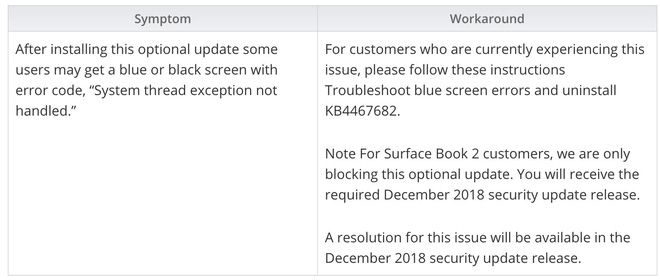 Symptom
Workaround
After installing this optional update some
users may get a blue or black screen with
error code, “System thread exception not
handled.”
For customers who are currently experiencing this
issue, please follow these instructions
Troubleshoot blue screen errors and uninstall
KB4467682.
Note For Surface Book 2 customers, we are only
blocking this optional update. You will receive the
required December 2018 security update release.
A resolution for this issue will be available in the
December 2018 security update release.